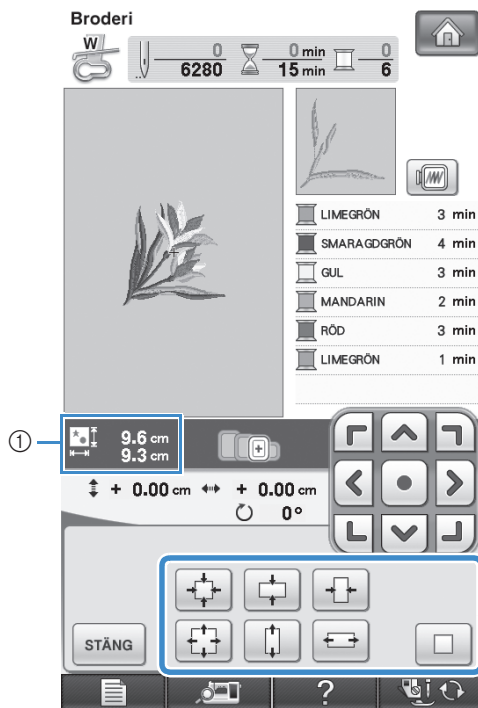 Broderi
W
0 0 min 0
6280 15 min 6
LIMEGRÖN 3 min
SMARAGDGRÖN 4 min
GUL 3 min
MANDARIN 2 min
RÖD 3 min
LIMEGRÖN 1 min
① 9.6 cm
9.3 cm
+ 0.00 cm + 0.00 cm
0°
STÄNG
?